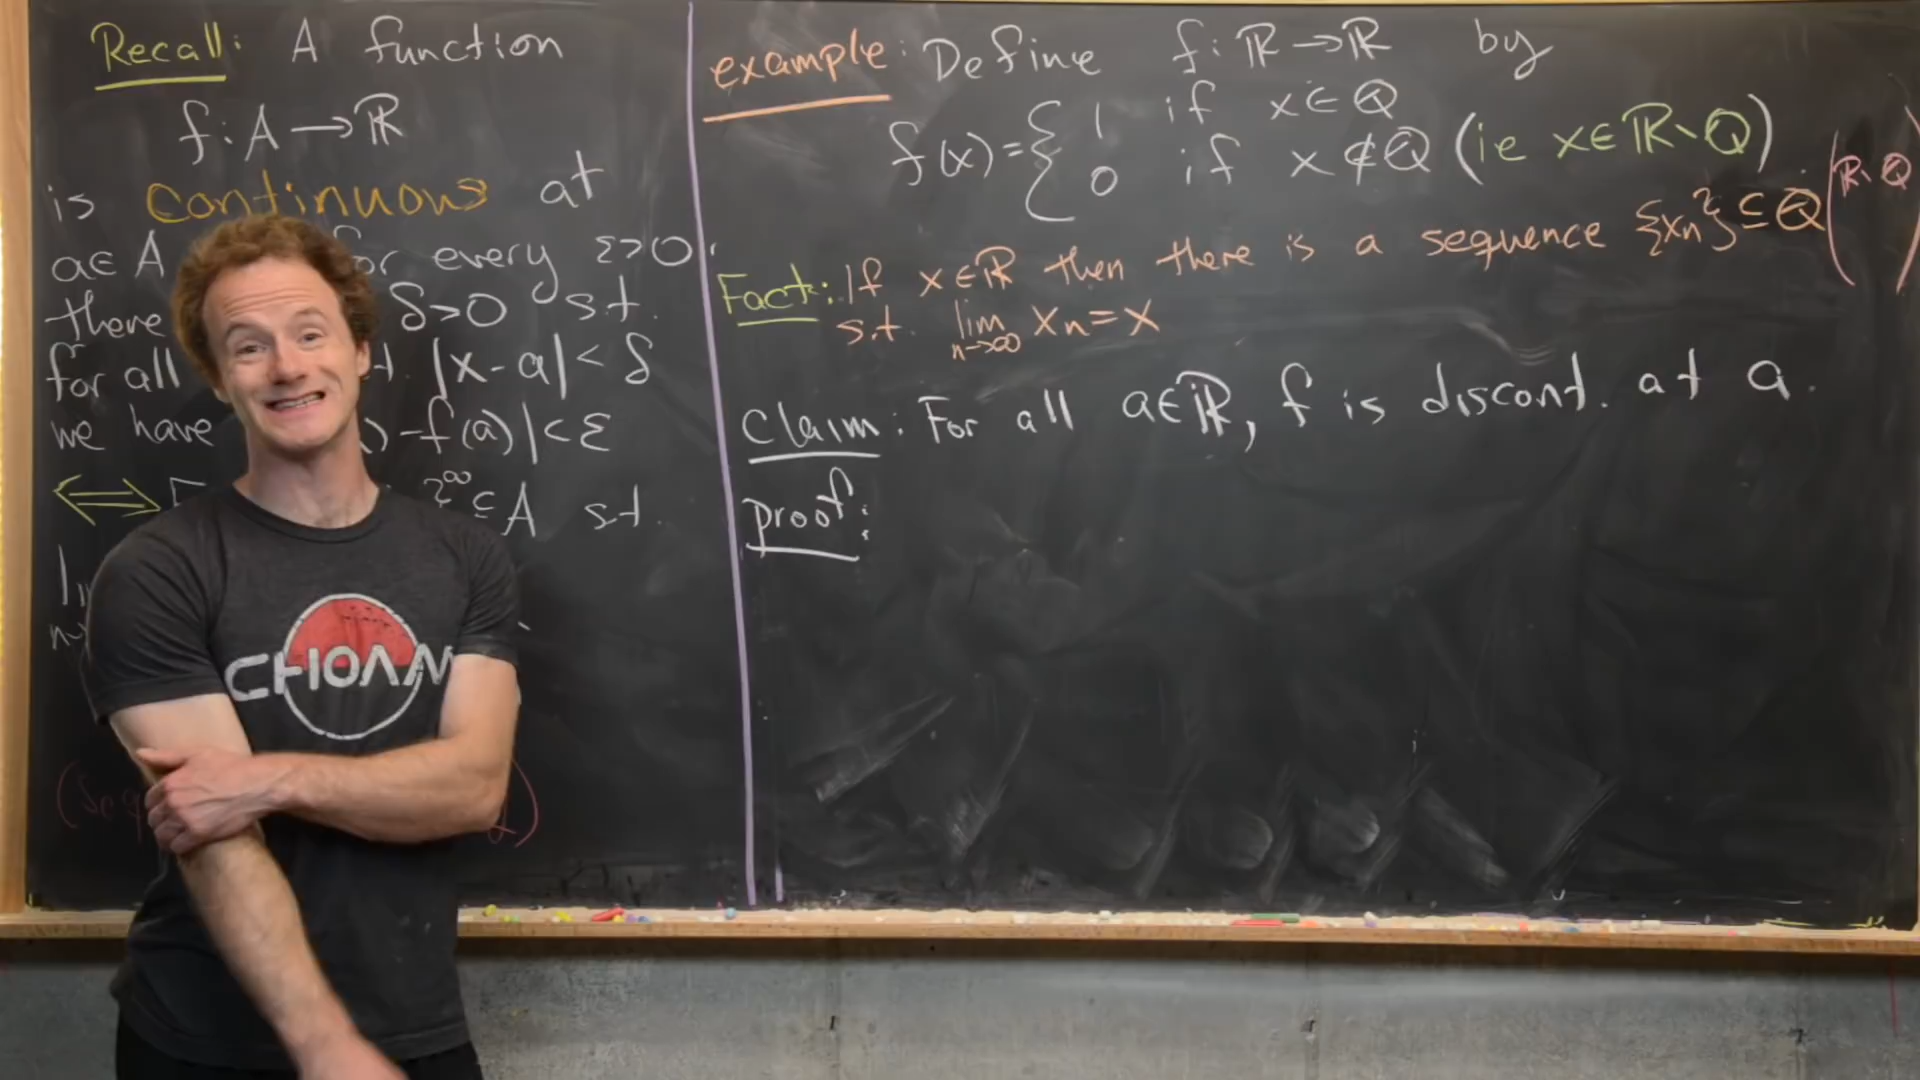 Recall: A function
f: A → ℝ
is continuous at
a∈A for every ε>0
there δ>0 s.t.
for all |x-a|<δ
we have -f(a)|<ε
⟺ ⊆A s.t.
CHOAM
example: Define f: ℝ→ℝ by
f(x)={ 1 if x∈ℚ
0 if x∉ℚ (ie x∈ℝ∖ℚ)
Fact: If x∈ℝ then there is a sequence {xn}⊆ℚ (ℝ∖ℚ)
s.t. lim n→∞ xn=x
Claim: For all a∈ℝ, f is discont. at a.
proof: